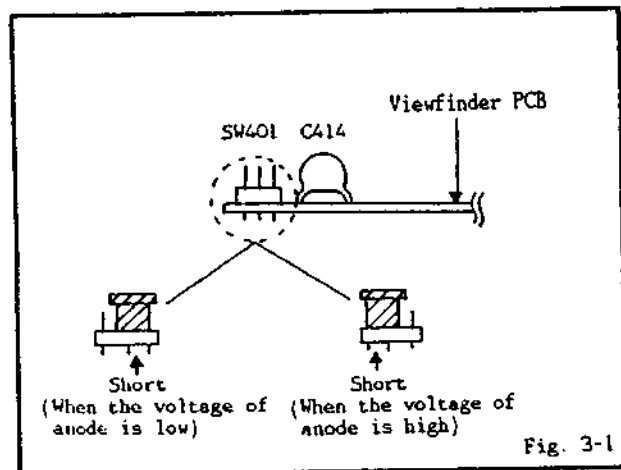 Viewfinder PCB
SW401 C414
Short
(When the voltage of
anode is low)
Short
(When the voltage of
anode is high)
Fig. 3-1